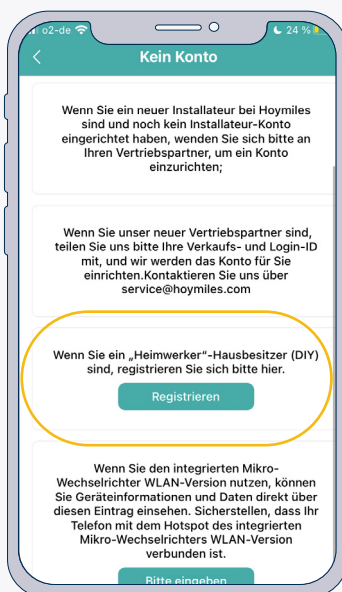 o2-de
24 %
Kein Konto
Wenn Sie ein neuer Installateur bei Hoymiles
sind und noch kein Installateur-Konto
eingerichtet haben, wenden Sie sich bitte an
Ihren Vertriebspartner, um ein Konto
einzurichten;
Wenn Sie unser neuer Vertriebspartner sind,
teilen Sie uns bitte Ihre Verkaufs- und Login-ID
mit, und wir werden das Konto für Sie
einrichten.Kontaktieren Sie uns über
service@hoymiles.com
Wenn Sie ein „Heimwerker“-Hausbesitzer (DIY)
sind, registrieren Sie sich bitte hier.
Registrieren
Wenn Sie den integrierten Mikro-
Wechselrichter WLAN-Version nutzen, können
Sie Geräteinformationen und Daten direkt über
diesen Eintrag einsehen. Sicherstellen, dass Ihr
Telefon mit dem Hotspot des integrierten
Mikro-Wechselrichters WLAN-Version
verbunden ist.
Bitte eingeben